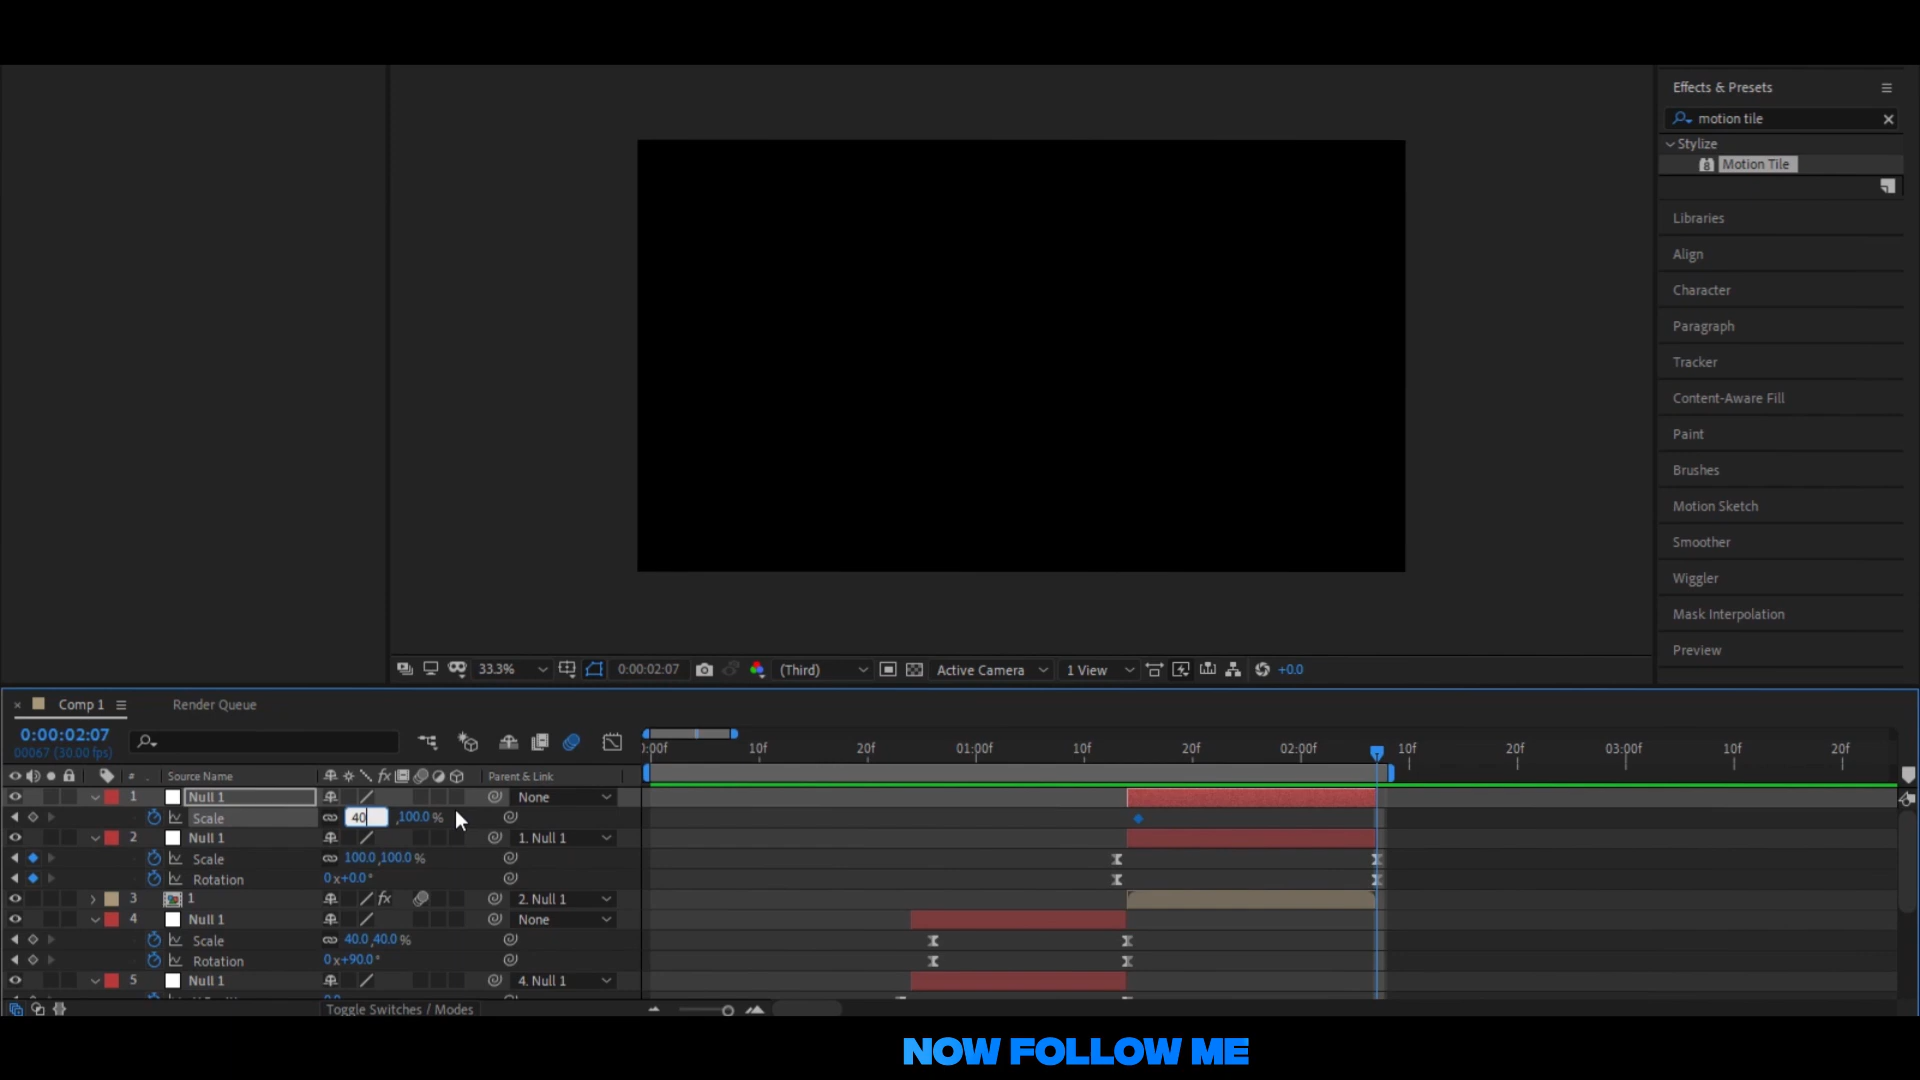 Effects & Presets
motion tile
Stylize
8 Motion Tile
Libraries
Align
Character
Paragraph
Tracker
Content-Aware Fill
Paint
Brushes
Motion Sketch
Smoother
Wiggler
Mask Interpolation
Preview
33.3% 0:00:02:07 (Third) Active Camera 1 View +0.0
× Comp 1 Render Queue
0:00:02:07
00067 (30.00 fps)
):00f 10f 20f 01:00f 10f 20f 02:00f 10f 20f 03:00f 10f 20f
# . Source Name fx Parent & Link
1 Null 1 None
Scale 40 ,100.0 %
2 Null 1 1. Null 1
Scale 100.0,100.0 %
Rotation 0x+0.0°
3 1 fx 2. Null 1
4 Null 1 None
Scale 40.0,40.0 %
Rotation 0x+90.0°
5 Null 1 4. Null 1
Toggle Switches / Modes
NOW FOLLOW ME